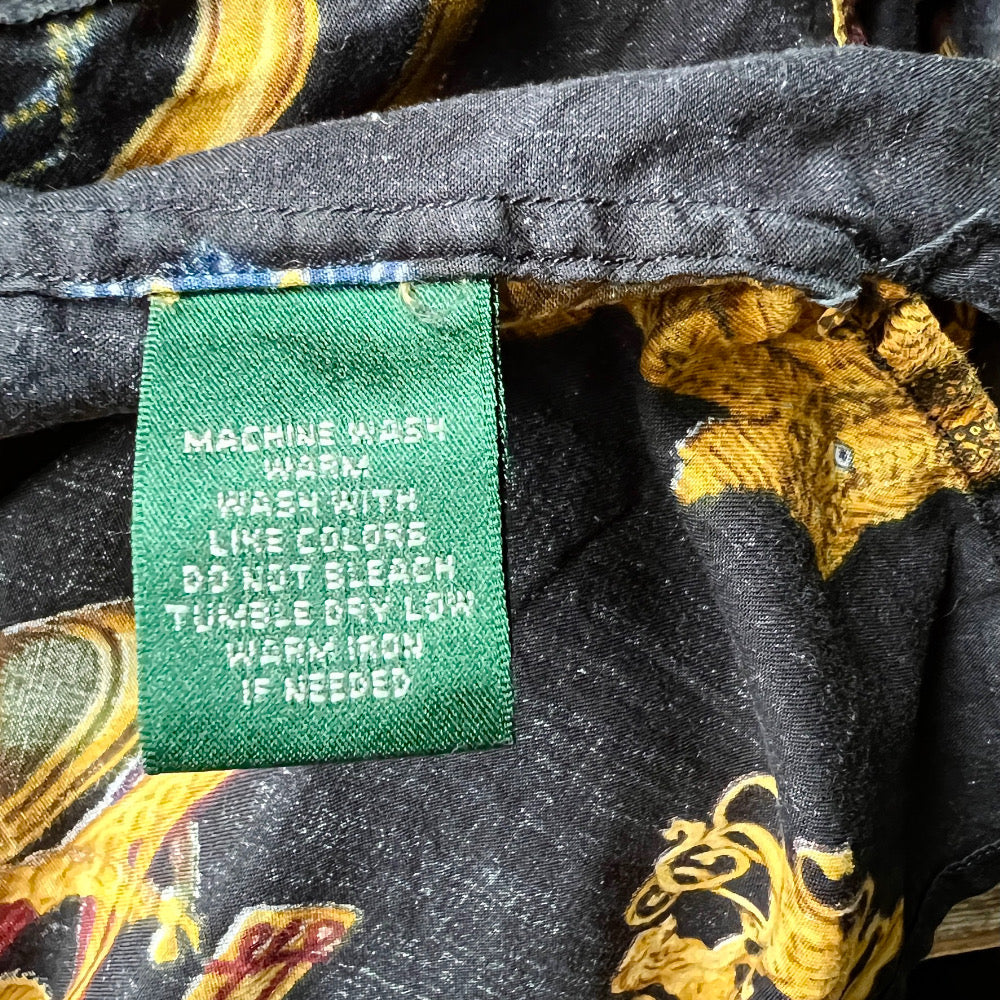 MACHINE WASH
WARM
WASH WITH
LIKE COLORS
DO NOT BLEACH
TUMBLE DRY LOW
WARM IRON
IF NEEDED